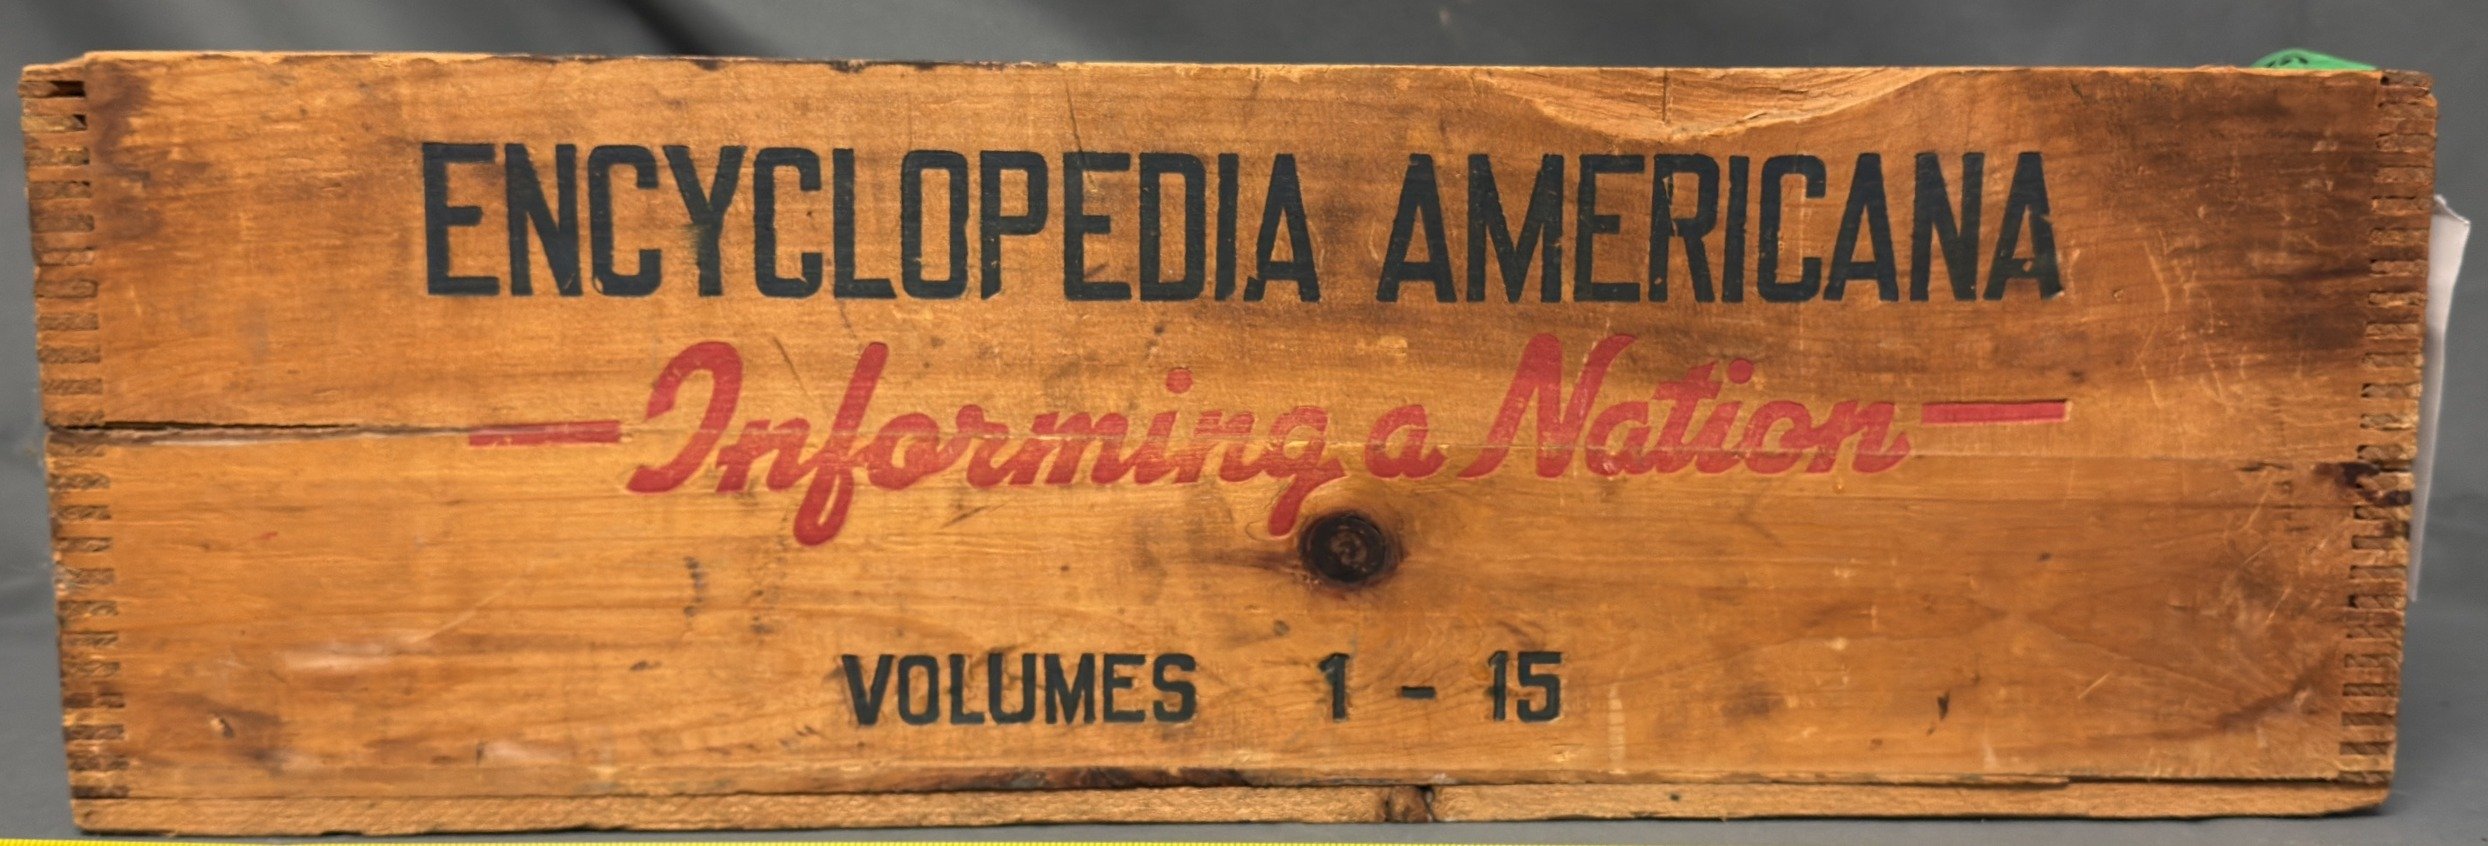 ENCYCLOPEDIA AMERICANA
— Informing a Nation —
VOLUMES 1 - 15